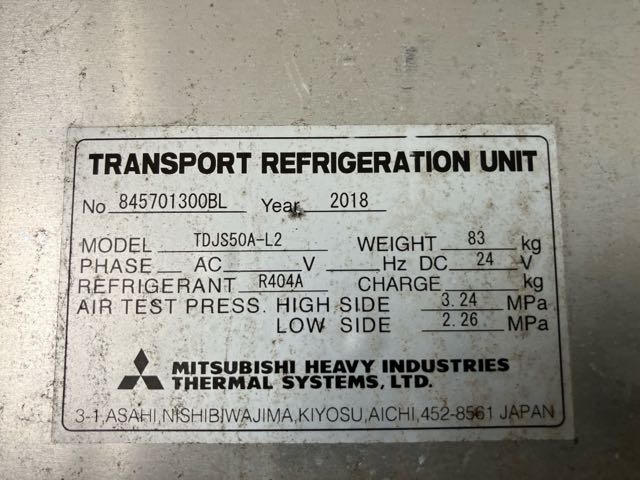 TRANSPORT REFRIGERATION UNIT
No 845701300BL Year 2018
MODEL TDJS50A-L2 WEIGHT 83 kg
PHASE AC V Hz DC 24 V
REFRIGERANT R404A CHARGE kg
AIR TEST PRESS. HIGH SIDE 3.24 MPa
LOW SIDE 2.26 MPa
MITSUBISHI HEAVY INDUSTRIES
THERMAL SYSTEMS, LTD.
3-1,ASAHI,NISHIBIWAJIMA,KIYOSU,AICHI,452-8561 JAPAN